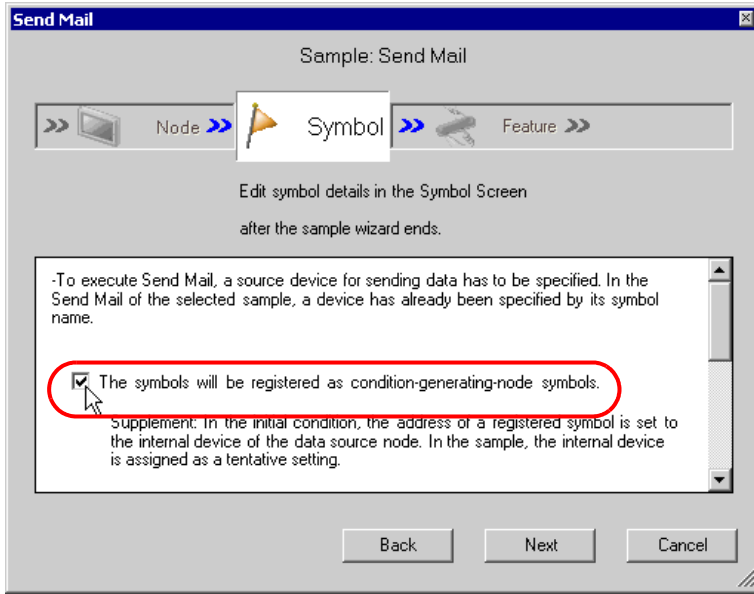 Send Mail
Sample: Send Mail
Node Symbol Feature
Edit symbol details in the Symbol Screen
after the sample wizard ends.
-To execute Send Mail, a source device for sending data has to be specified. In the
Send Mail of the selected sample, a device has already been specified by its symbol
name.
The symbols will be registered as condition-generating-node symbols.
Supplement: In the initial condition, the address of a registered symbol is set to
the internal device of the data source node. In the sample, the internal device
is assigned as a tentative setting.
Back Next Cancel